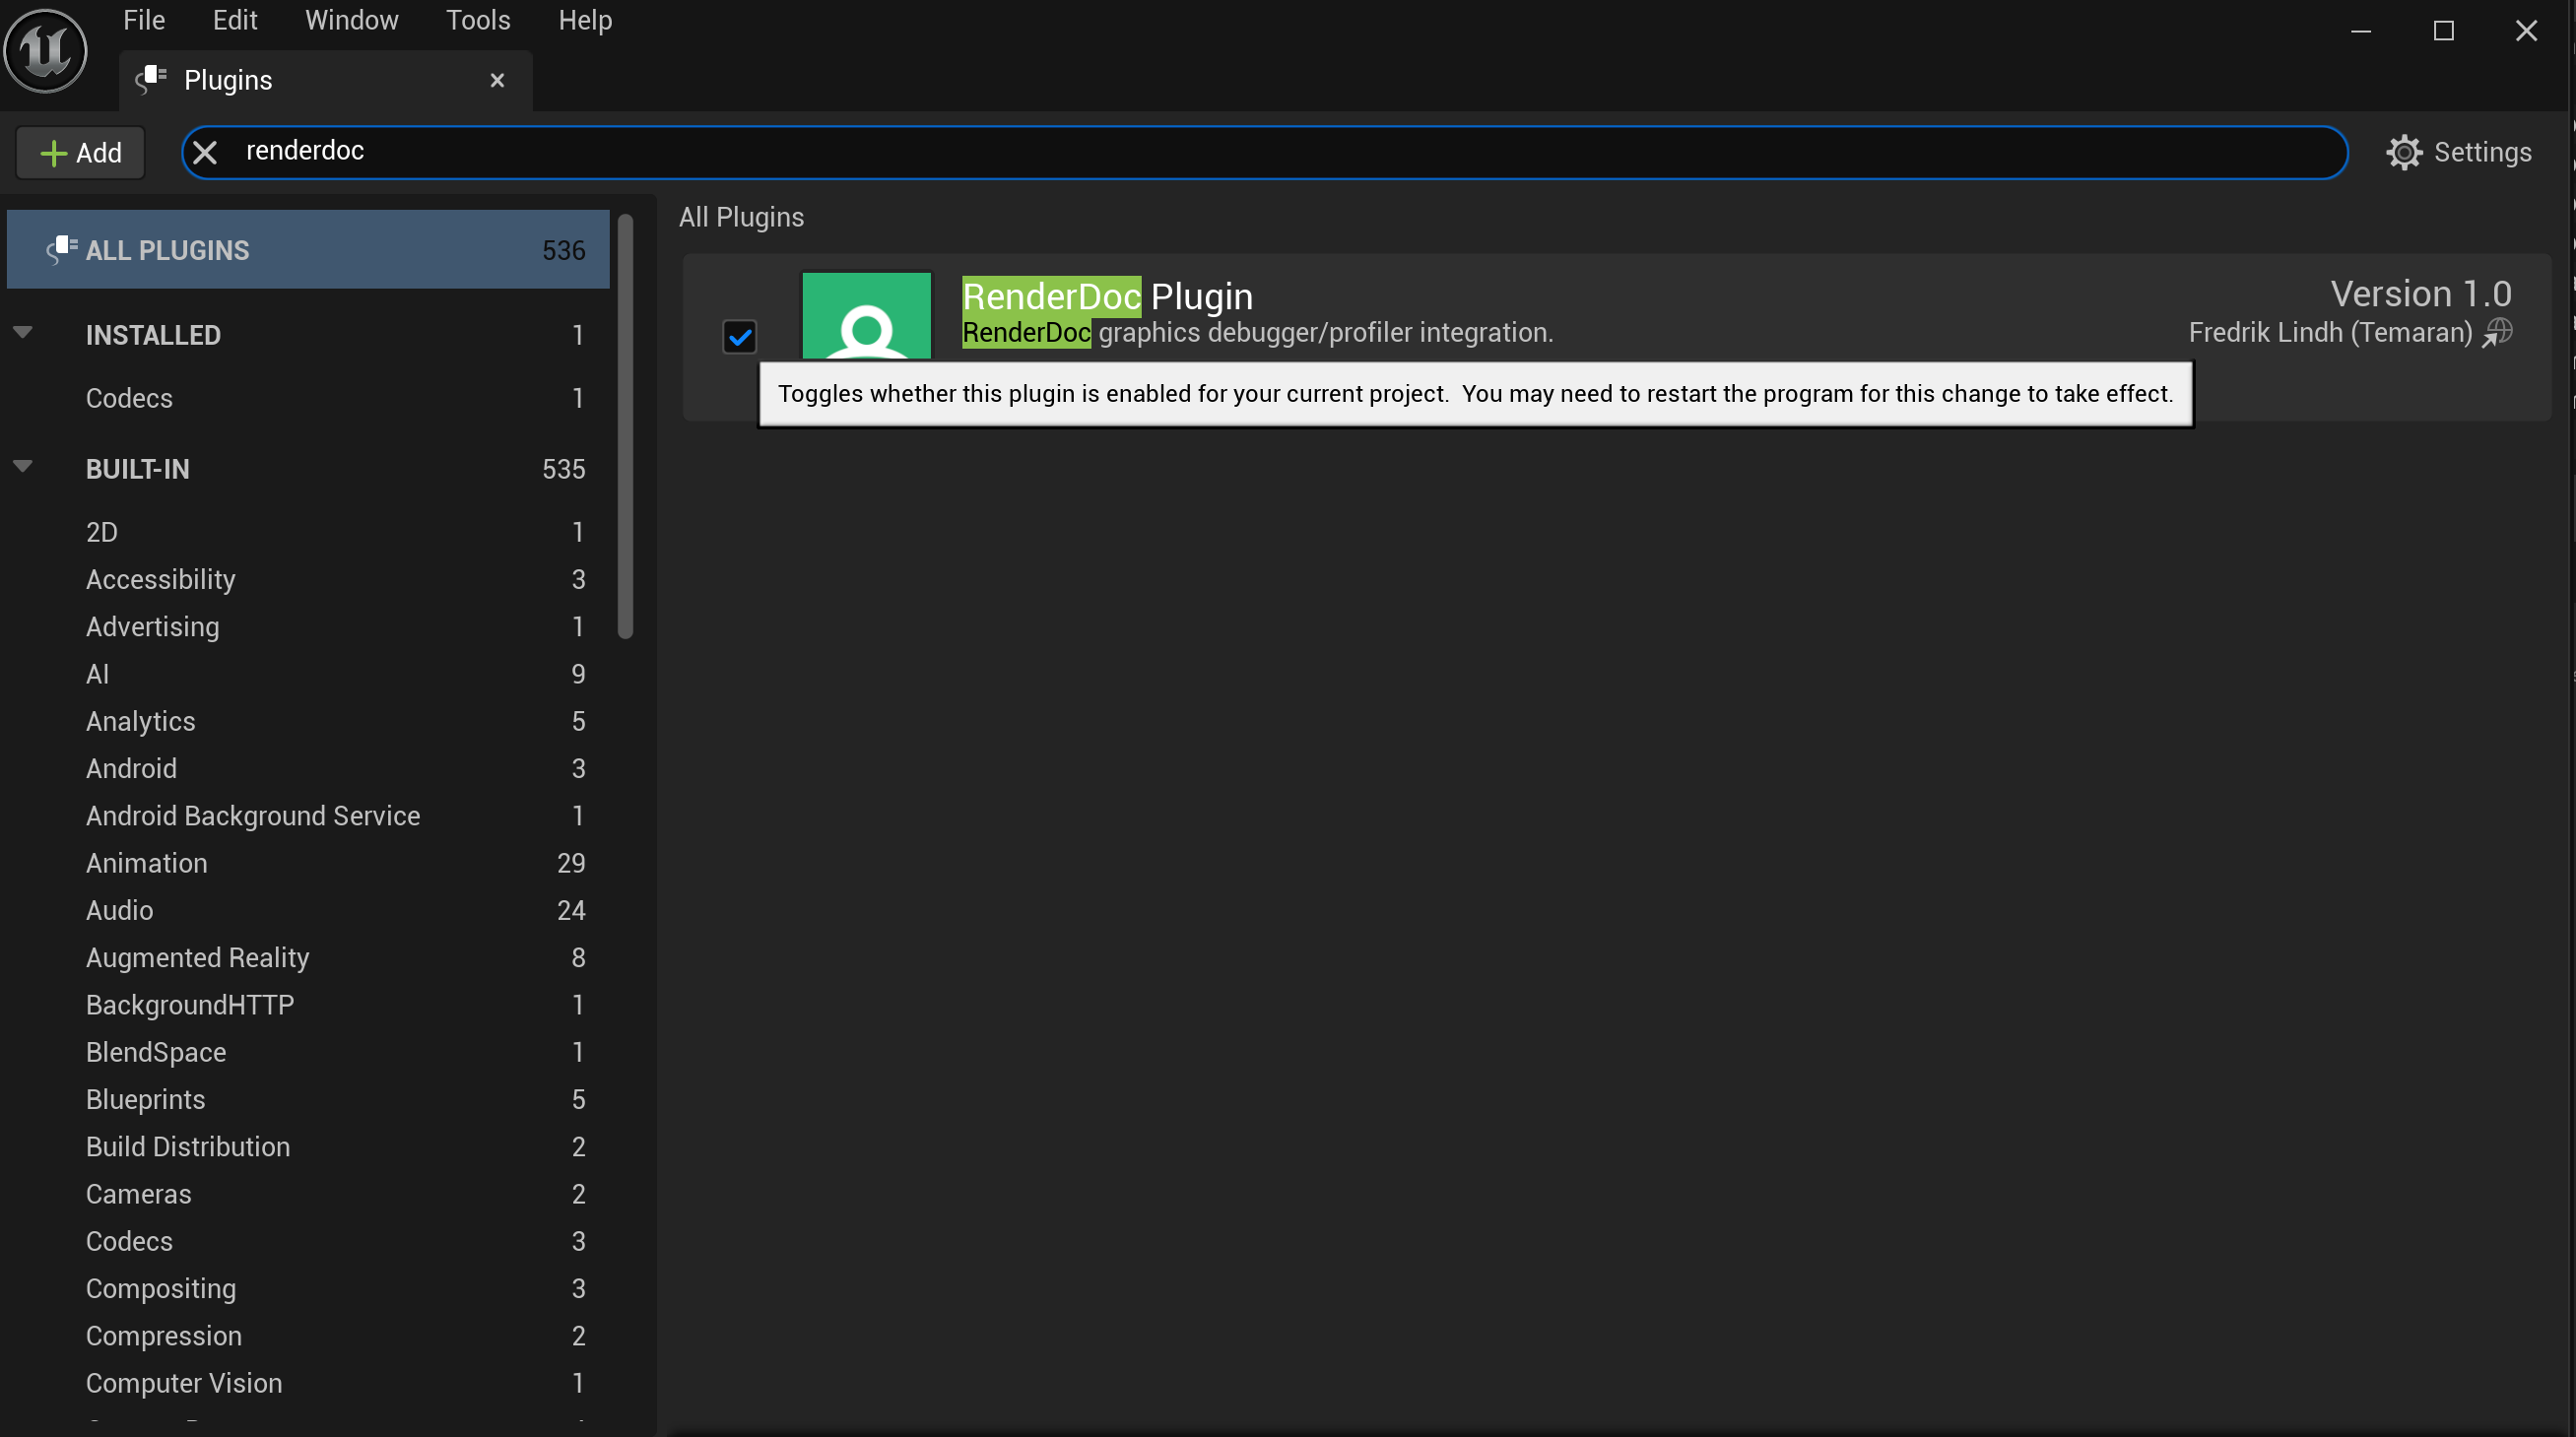 File Edit Window Tools Help
Plugins
Add renderdoc Settings
ALL PLUGINS 536
INSTALLED 1
Codecs 1
BUILT-IN 535
2D 1
Accessibility 3
Advertising 1
AI 9
Analytics 5
Android 3
Android Background Service 1
Animation 29
Audio 24
Augmented Reality 8
BackgroundHTTP 1
BlendSpace 1
Blueprints 5
Build Distribution 2
Cameras 2
Codecs 3
Compositing 3
Compression 2
Computer Vision 1
All Plugins
RenderDoc Plugin Version 1.0
RenderDoc graphics debugger/profiler integration. Fredrik Lindh (Temaran)
Toggles whether this plugin is enabled for your current project.  You may need to restart the program for this change to take effect.